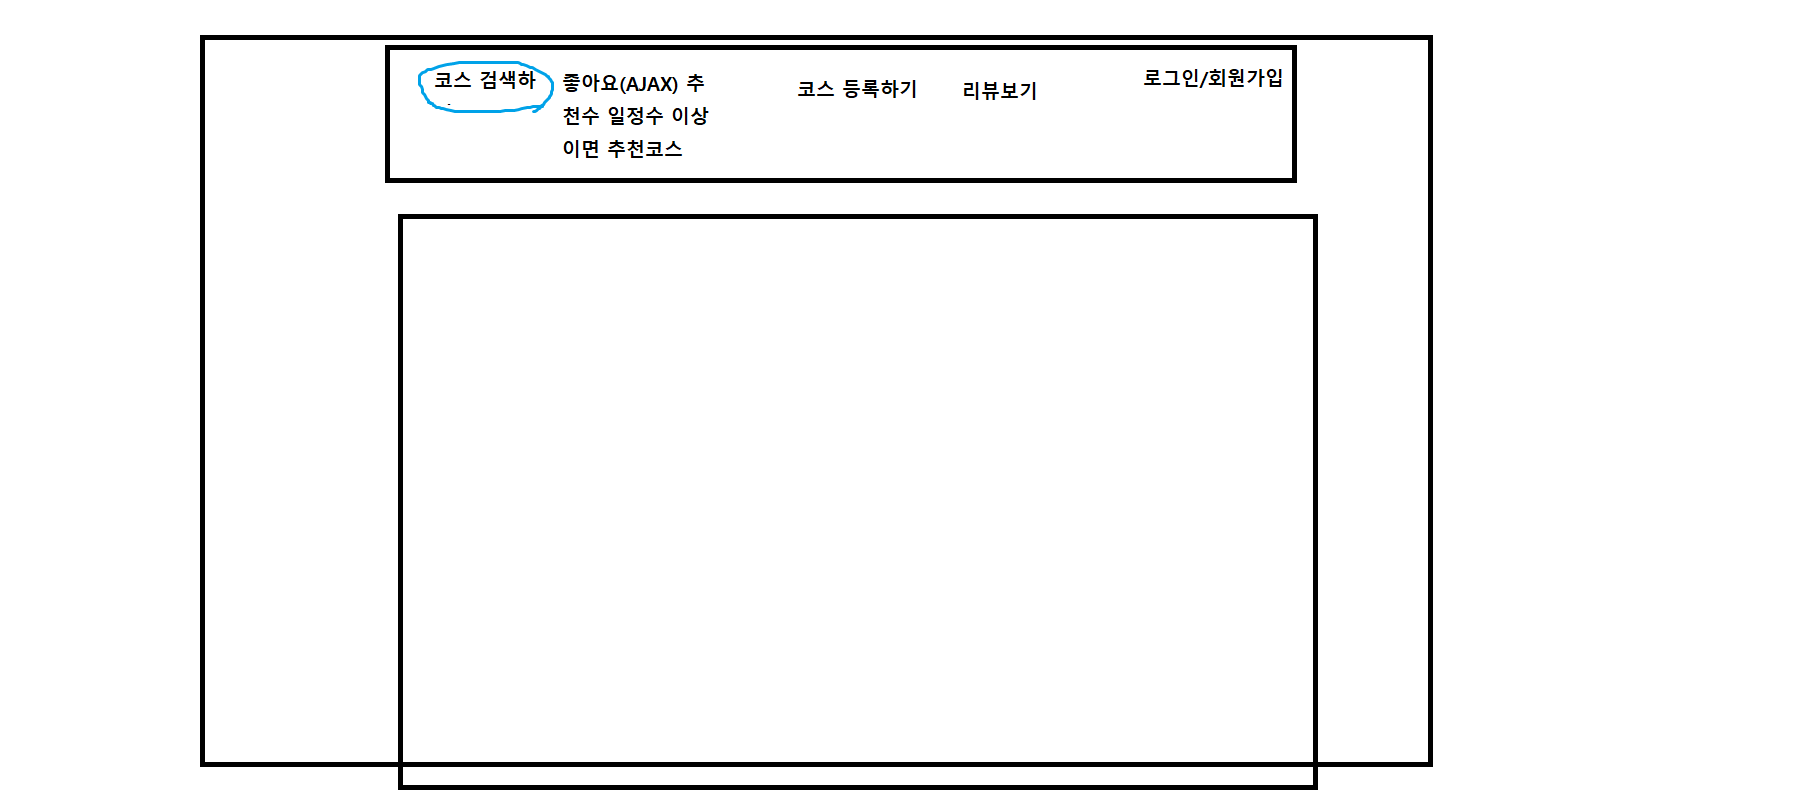 코스 검색하
좋아요(AJAX) 추
천수 일정수 이상
이면 추천코스
코스 등록하기
리뷰보기
로그인/회원가입